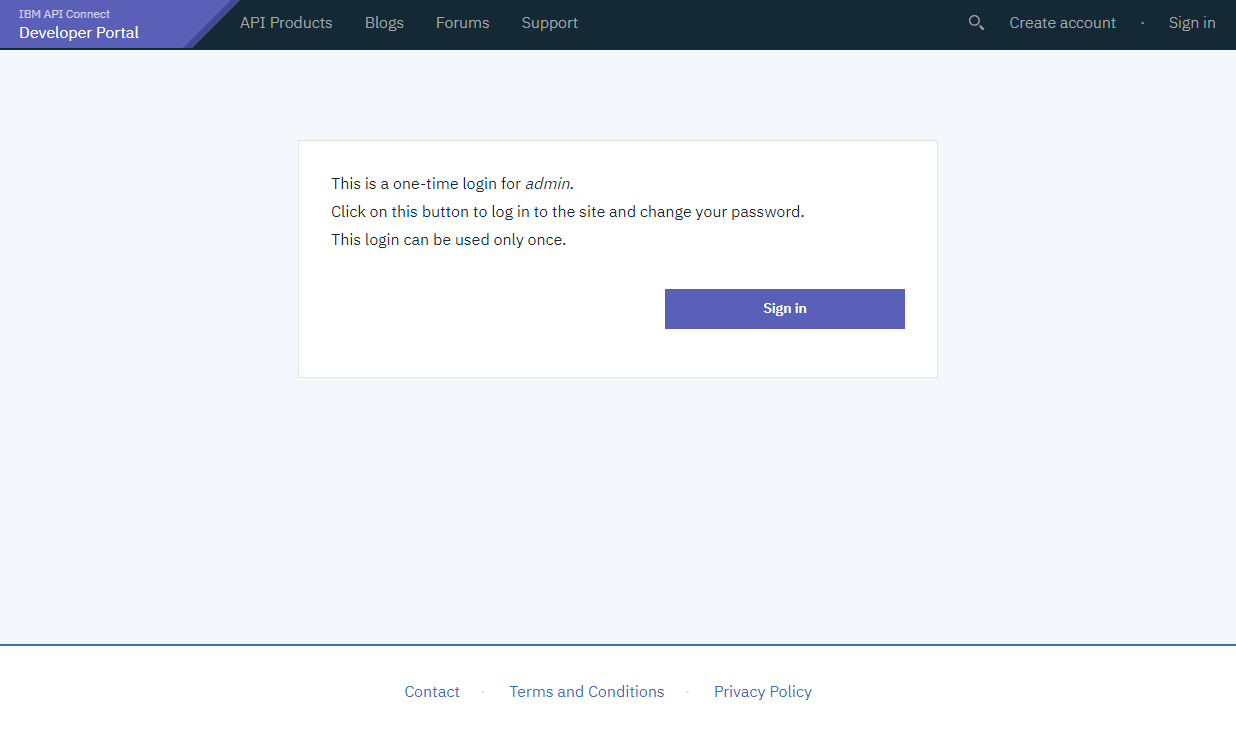 IBM API Connect
Developer Portal
API Products Blogs Forums Support Create account · Sign in
This is a one-time login for admin.
Click on this button to log in to the site and change your password.
This login can be used only once.
Sign in
Contact · Terms and Conditions · Privacy Policy